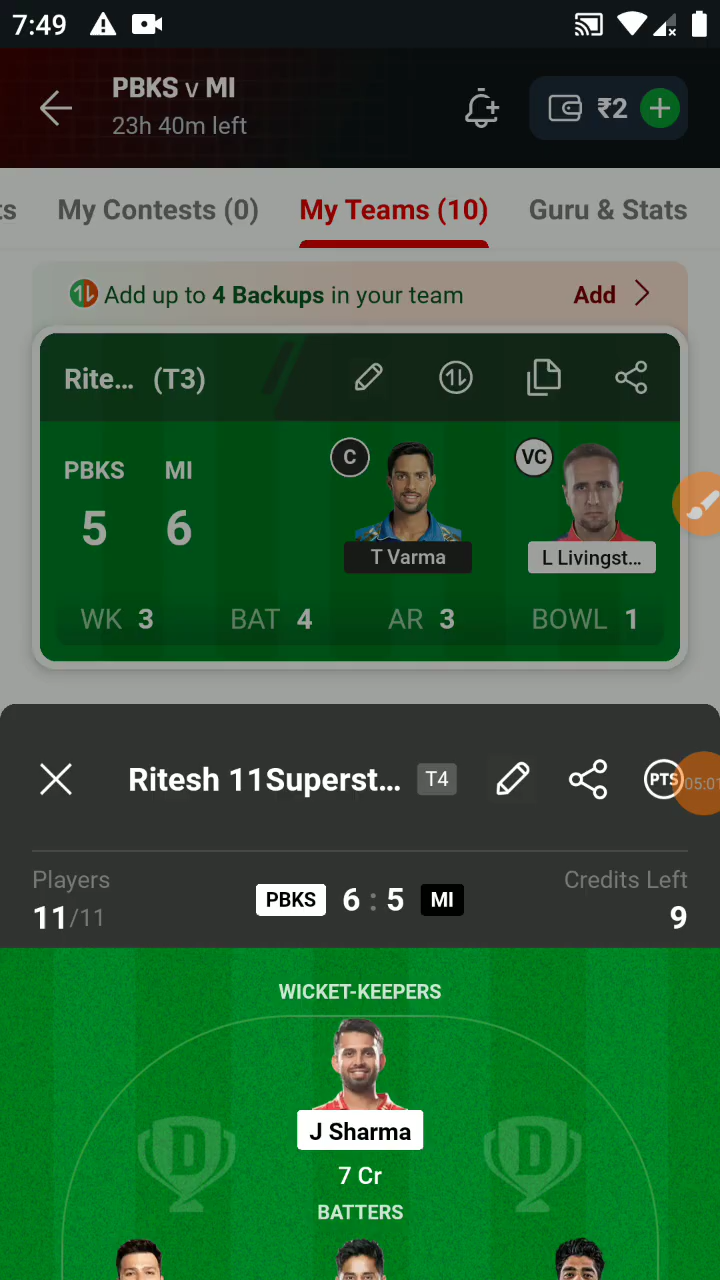 7:49
PBKS v MI
23h 40m left
₹2
ts
My Contests (0)
My Teams (10)
Guru & Stats
Add up to 4 Backups in your team
Add
Rite... (T3)
PBKS
MI
C
VC
5
6
T Varma
L Livingst...
WK 3
BAT 4
AR 3
BOWL 1
Ritesh 11Superst... T4
PTS
05:01
Players
Credits Left
11/11
PBKS 6 : 5 MI
9
WICKET-KEEPERS
J Sharma
7 Cr
BATTERS